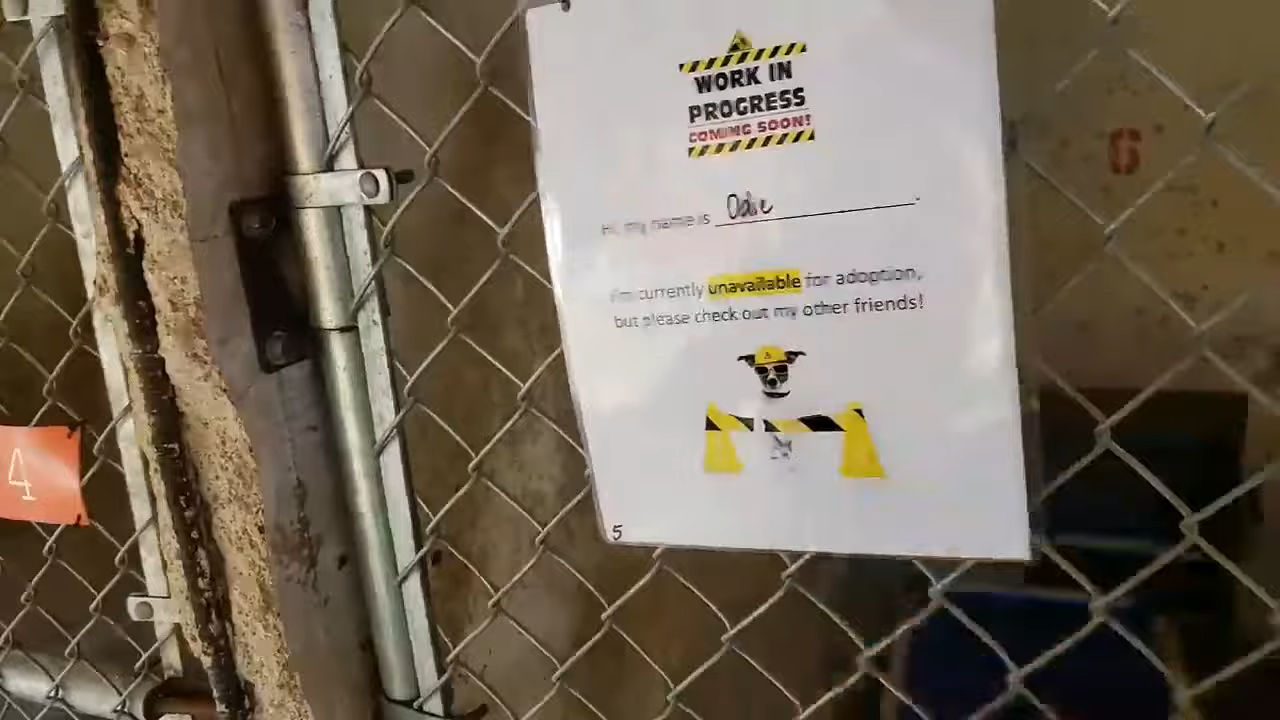 WORK IN
PROGRESS
COMING SOON!
Hi, my name is Odie.
I'm currently unavailable for adoption,
but please check out my other friends!
5
4
6